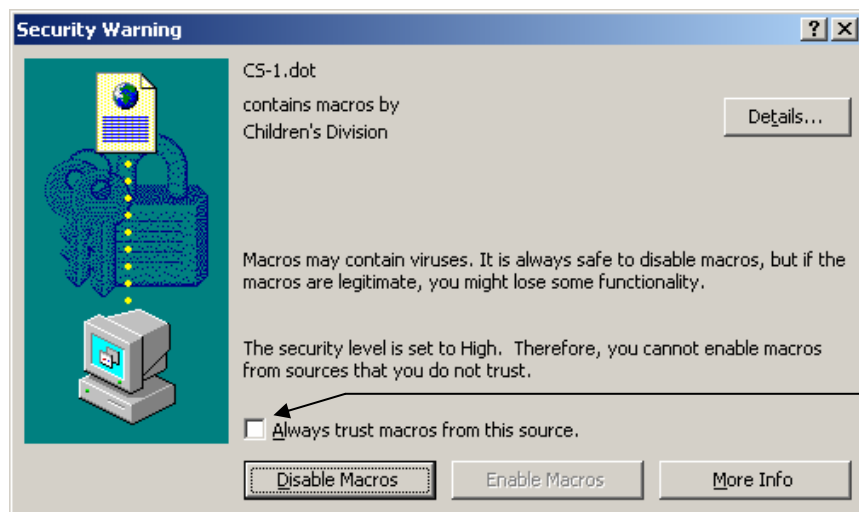 Security Warning
CS-1.dot
contains macros by
Children's Division
Details...
Macros may contain viruses. It is always safe to disable macros, but if the
macros are legitimate, you might lose some functionality.
The security level is set to High. Therefore, you cannot enable macros
from sources that you do not trust.
Always trust macros from this source.
Disable Macros
Enable Macros
More Info